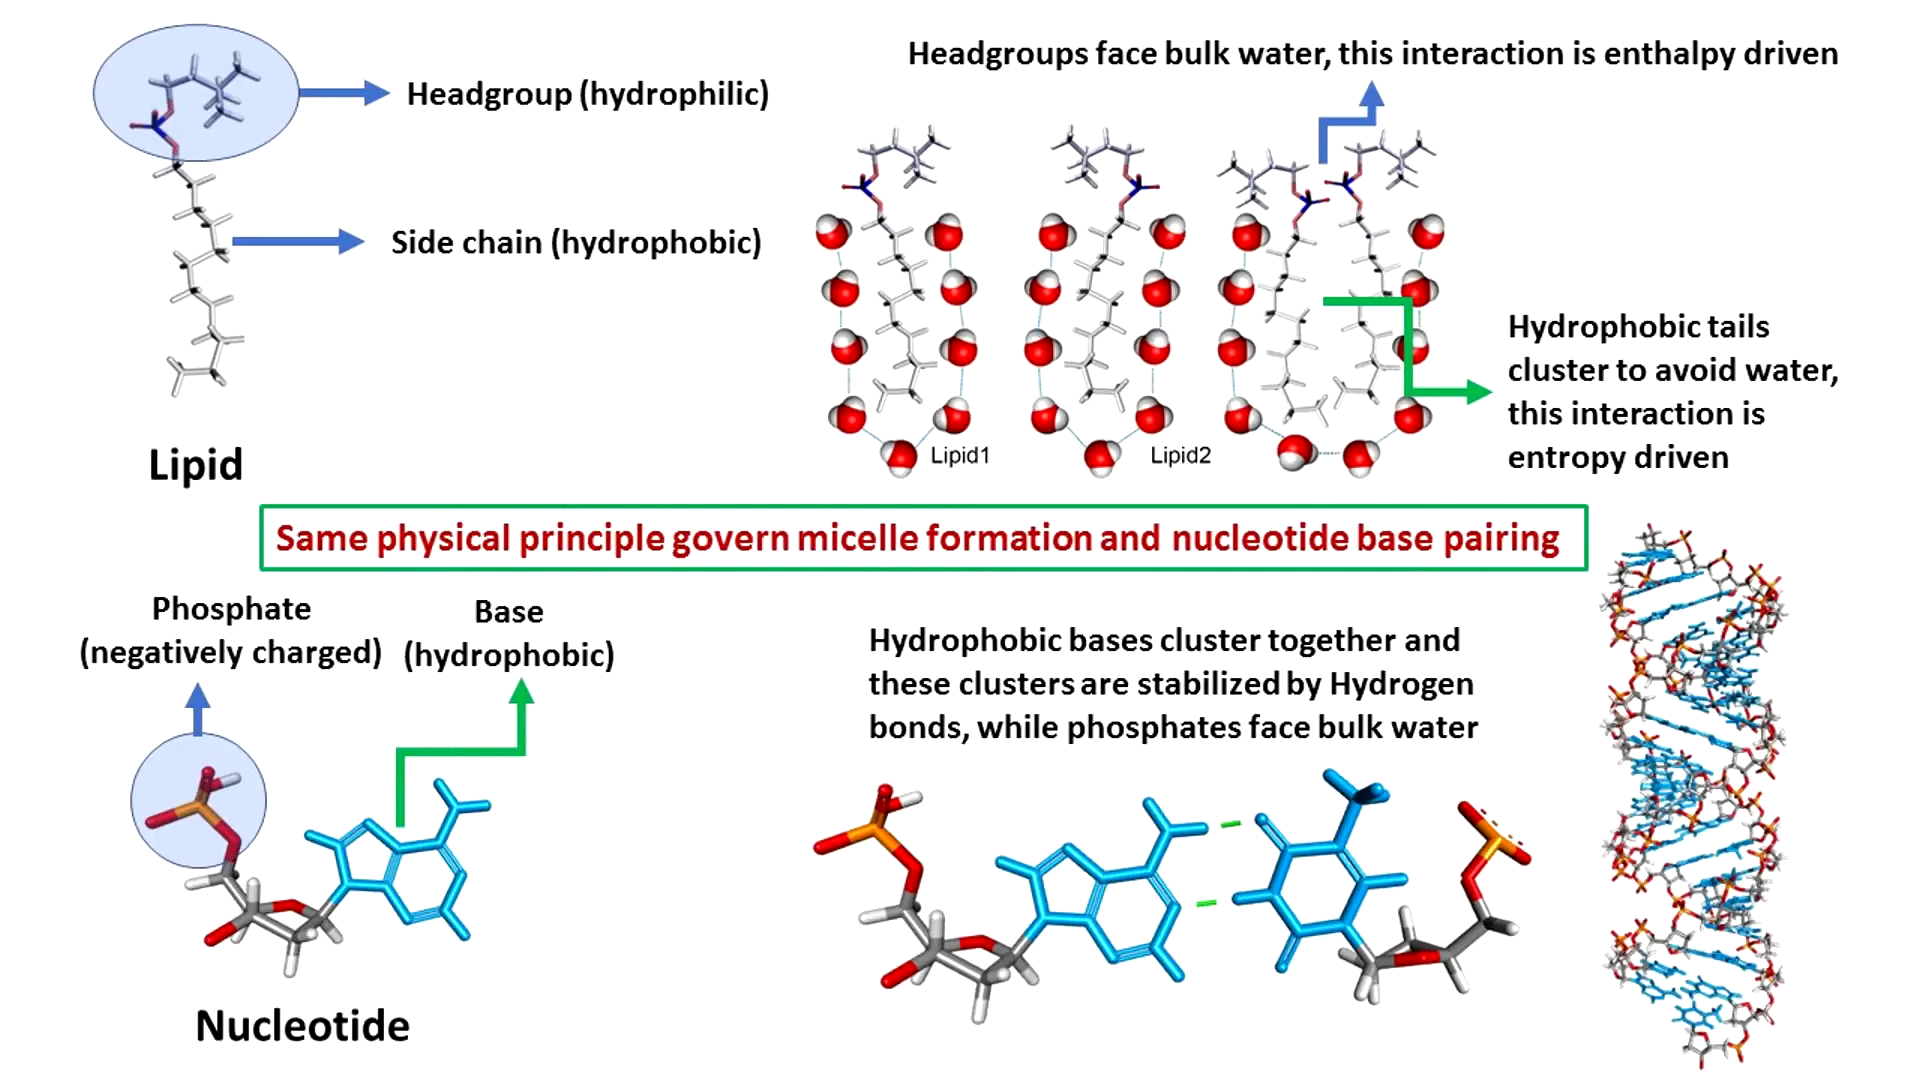 Headgroups face bulk water, this interaction is enthalpy driven
Headgroup (hydrophilic)
Side chain (hydrophobic)
Lipid
Lipid1
Lipid2
Hydrophobic tails
cluster to avoid water,
this interaction is
entropy driven
Same physical principle govern micelle formation and nucleotide base pairing
Phosphate
(negatively charged)
Base
(hydrophobic)
Nucleotide
Hydrophobic bases cluster together and
these clusters are stabilized by Hydrogen
bonds, while phosphates face bulk water